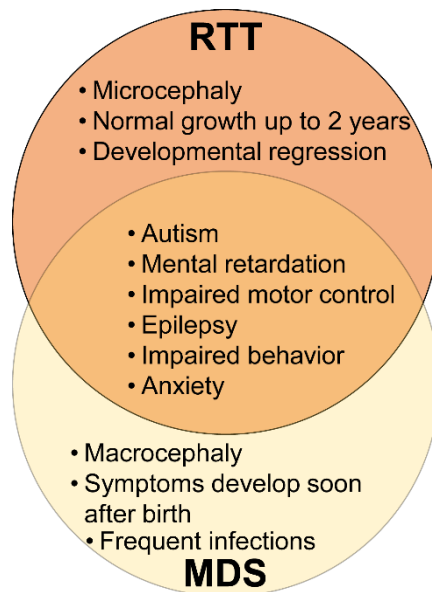 RTT
• Microcephaly
• Normal growth up to 2 years
• Developmental regression
• Autism
• Mental retardation
• Impaired motor control
• Epilepsy
• Impaired behavior
• Anxiety
• Macrocephaly
• Symptoms develop soon
after birth
• Frequent infections
MDS